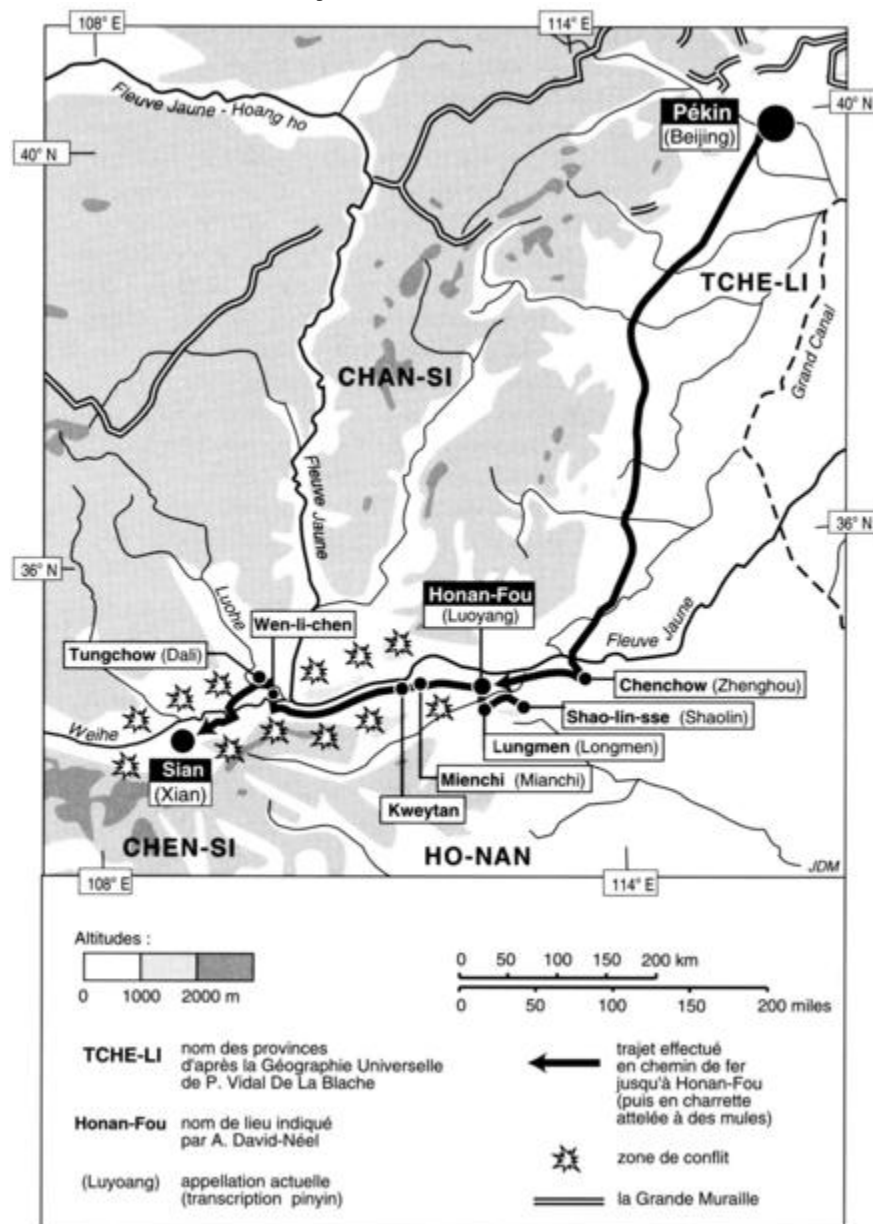 108° E
114° E
Fleuve Jaune - Hoang ho
Pékin
(Beijing)
40° N
40° N
TCHE-LI
Grand Canal
CHAN-SI
Fleuve Jaune
36° N
36° N
Luohe
Honan-Fou
(Luoyang)
Wen-li-chen
Fleuve Jaune
Tungchow (Dali)
Chenchow (Zhenghou)
Shao-lin-sse (Shaolin)
Weihe
Lungmen (Longmen)
Sian
(Xian)
Mienchi (Mianchi)
Kweytan
CHEN-SI
HO-NAN
JDM
108° E
114° E
Altitudes :
0 1000 2000 m
0 50 100 150 200 km
0 50 100 150 200 miles
TCHE-LI nom des provinces
d'après la Géographie Universelle
de P. Vidal De La Blache
Honan-Fou nom de lieu indiqué
par A. David-Néel
(Luyoang) appellation actuelle
(transcription pinyin)
trajet effectué
en chemin de fer
jusqu'à Honan-Fou
(puis en charrette
attelée à des mules)
zone de conflit
la Grande Muraille